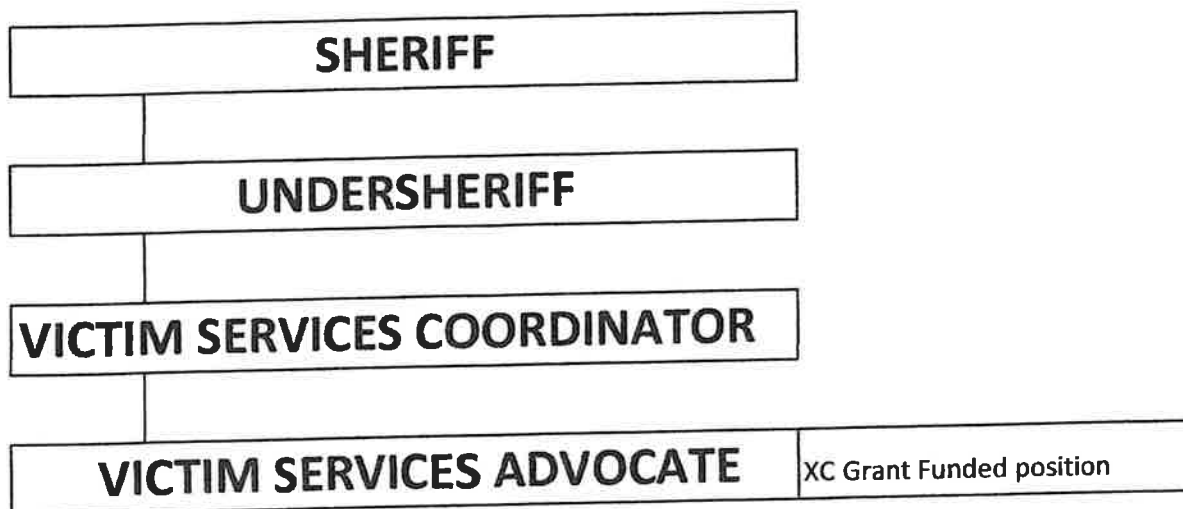 SHERIFF
UNDERSHERIFF
VICTIM SERVICES COORDINATOR
VICTIM SERVICES ADVOCATE
XC Grant Funded position